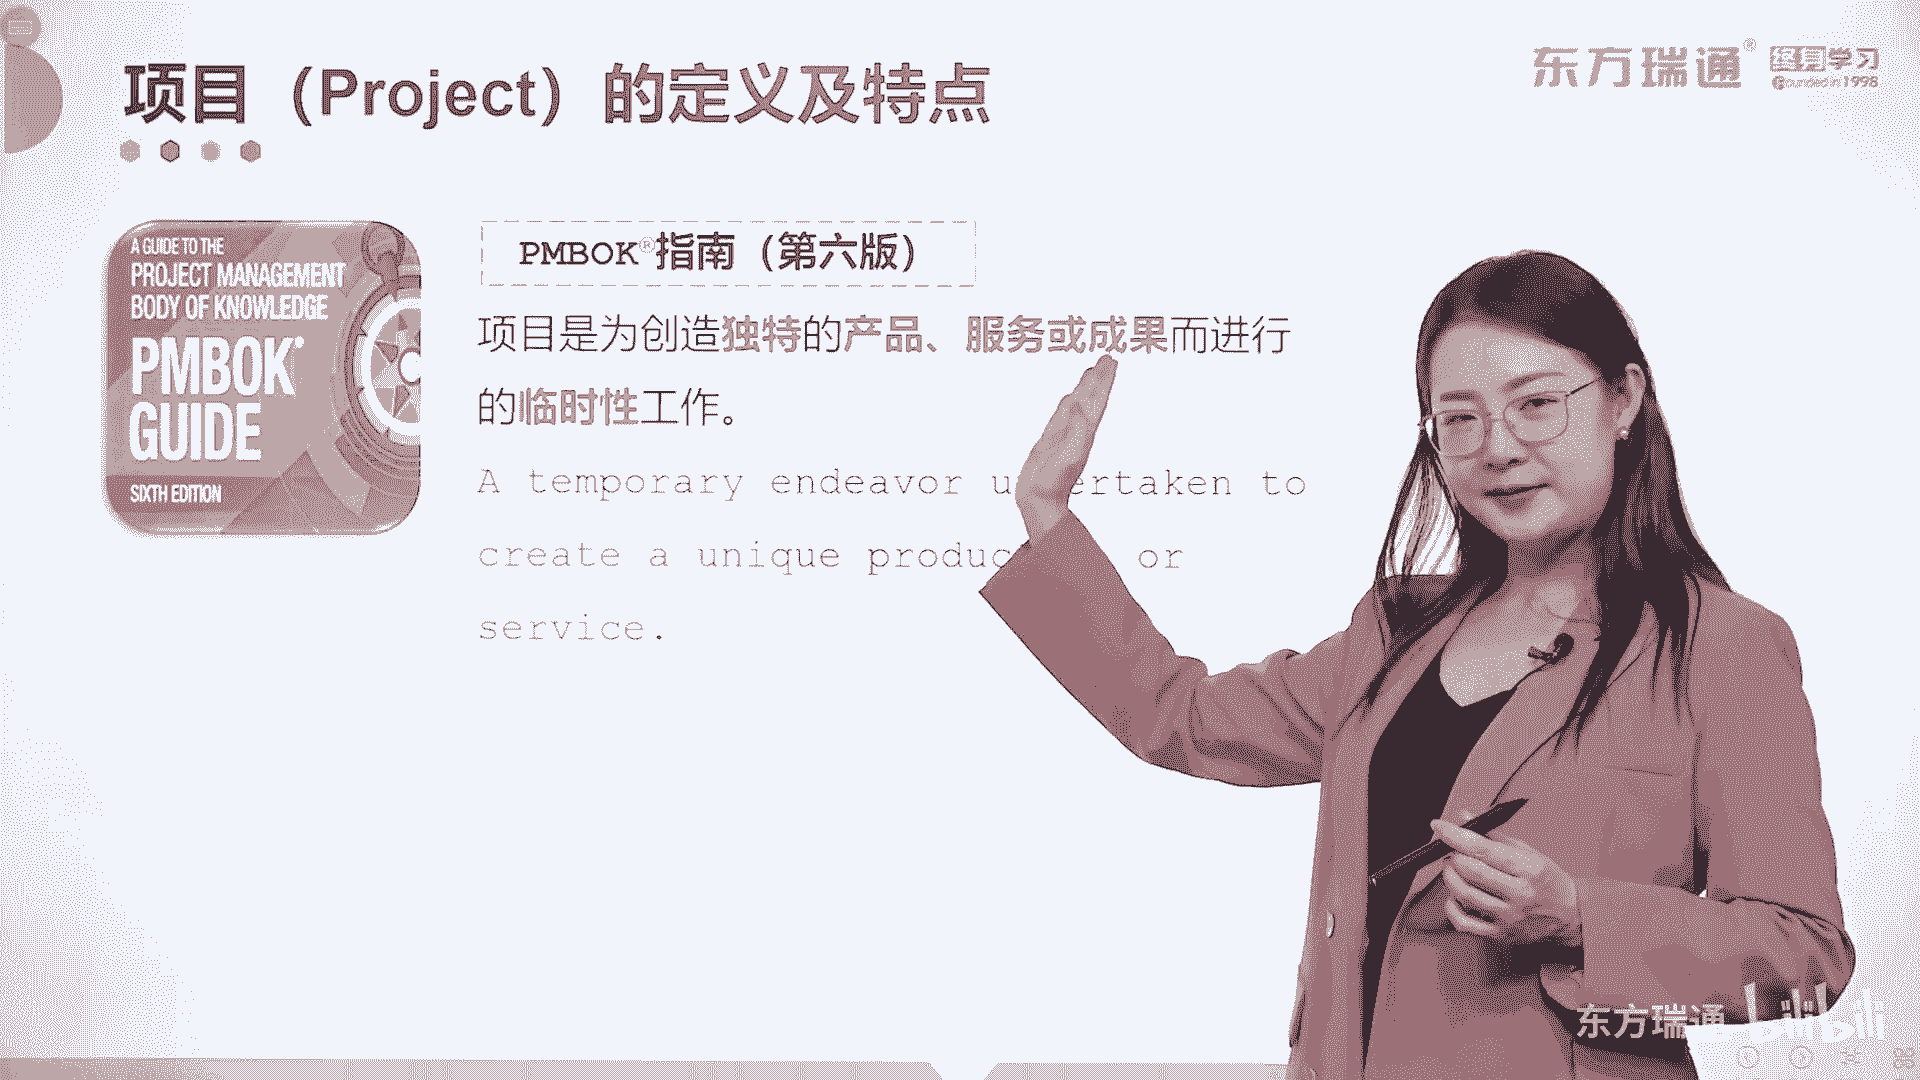 项目（Project）的定义及特点
东方瑞通® 终身学习
Founded in 1998
A GUIDE TO THE
PROJECT MANAGEMENT
BODY OF KNOWLEDGE
PMBOK®
GUIDE
SIXTH EDITION
PMBOK®指南（第六版）
项目是为创造独特的产品、服务或成果而进行
的临时性工作。
A temporary endeavor u ertaken to
create a unique produc or
service.
东方瑞通 bilibili